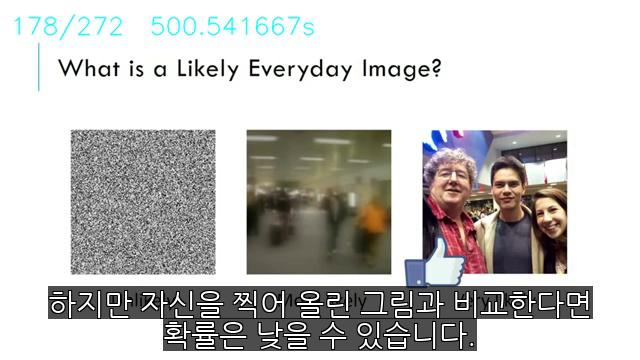 178/272 500.541667s
What is a Likely Everyday Image?
하지만 자신을 찍어 올린 그림과 비교한다면
확률은 낮을 수 있습니다.